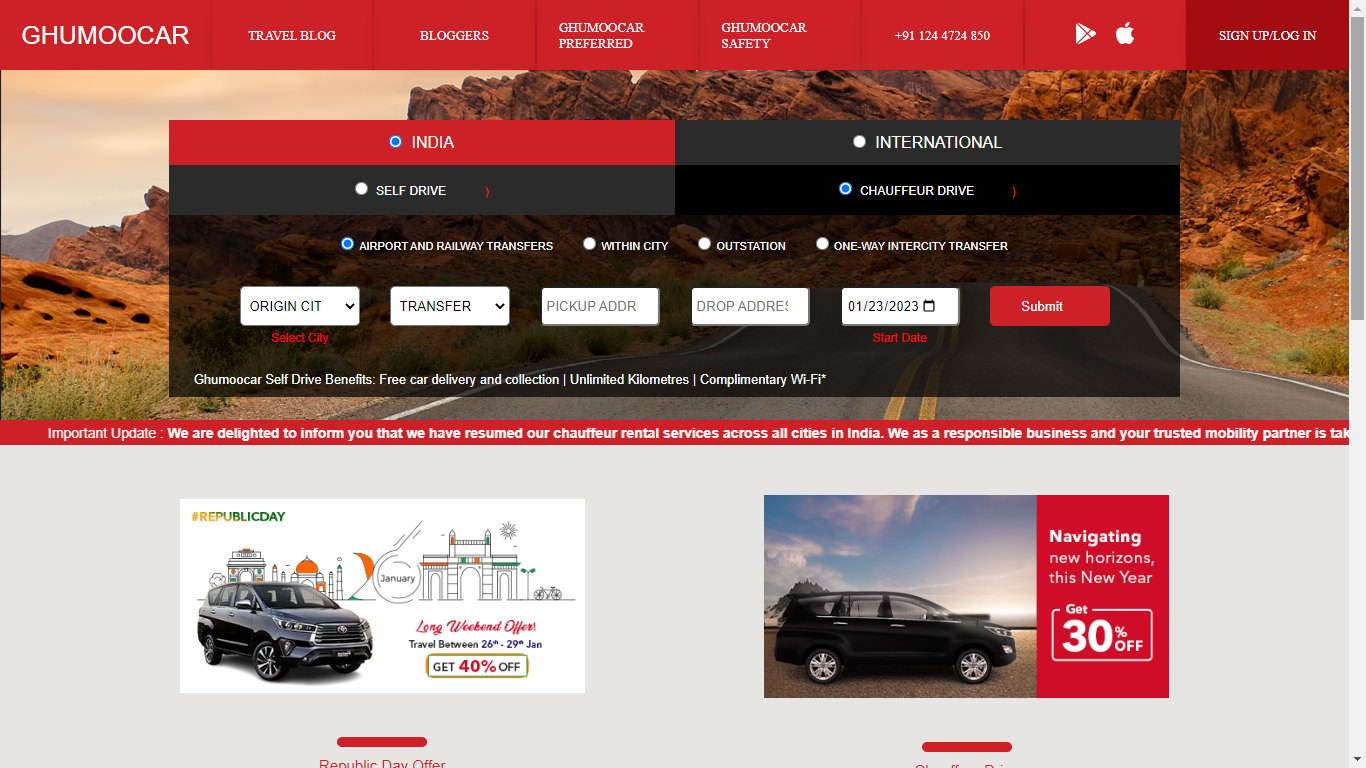 GHUMOOCAR
TRAVEL BLOG
BLOGGERS
GHUMOOCAR
PREFERRED
GHUMOOCAR
SAFETY
+91 124 4724 850
SIGN UP/LOG IN
INDIA
INTERNATIONAL
SELF DRIVE
CHAUFFEUR DRIVE
AIRPORT AND RAILWAY TRANSFERS
WITHIN CITY
OUTSTATION
ONE-WAY INTERCITY TRANSFER
ORIGIN CIT
TRANSFER
PICKUP ADDR
DROP ADDRES
01/23/2023
Submit
Select City
Start Date
Ghumoocar Self Drive Benefits: Free car delivery and collection | Unlimited Kilometres | Complimentary Wi-Fi*
Important Update : We are delighted to inform you that we have resumed our chauffeur rental services across all cities in India. We as a responsible business and your trusted mobility partner is tak
#REPUBLICDAY
26
January
Long Weekend Offer!
Travel Between 26th - 29th Jan
GET 40% OFF
Navigating
new horizons,
this New Year
Get
30% OFF
Republic Day Offer